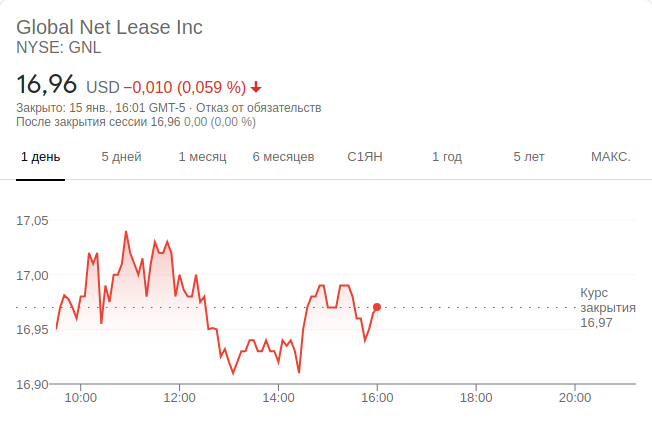 Global Net Lease Inc
NYSE: GNL
16,96 USD −0,010 (0,059 %)
Закрыто: 15 янв., 16:01 GMT-5 · Отказ от обязательств
После закрытия сессии 16,96 0,00 (0,00 %)
1 день 5 дней 1 месяц 6 месяцев С1ЯН 1 год 5 лет МАКС.
17,05
17,00
16,95
16,90
Курс
закрытия
16,97
10:00 12:00 14:00 16:00 18:00 20:00